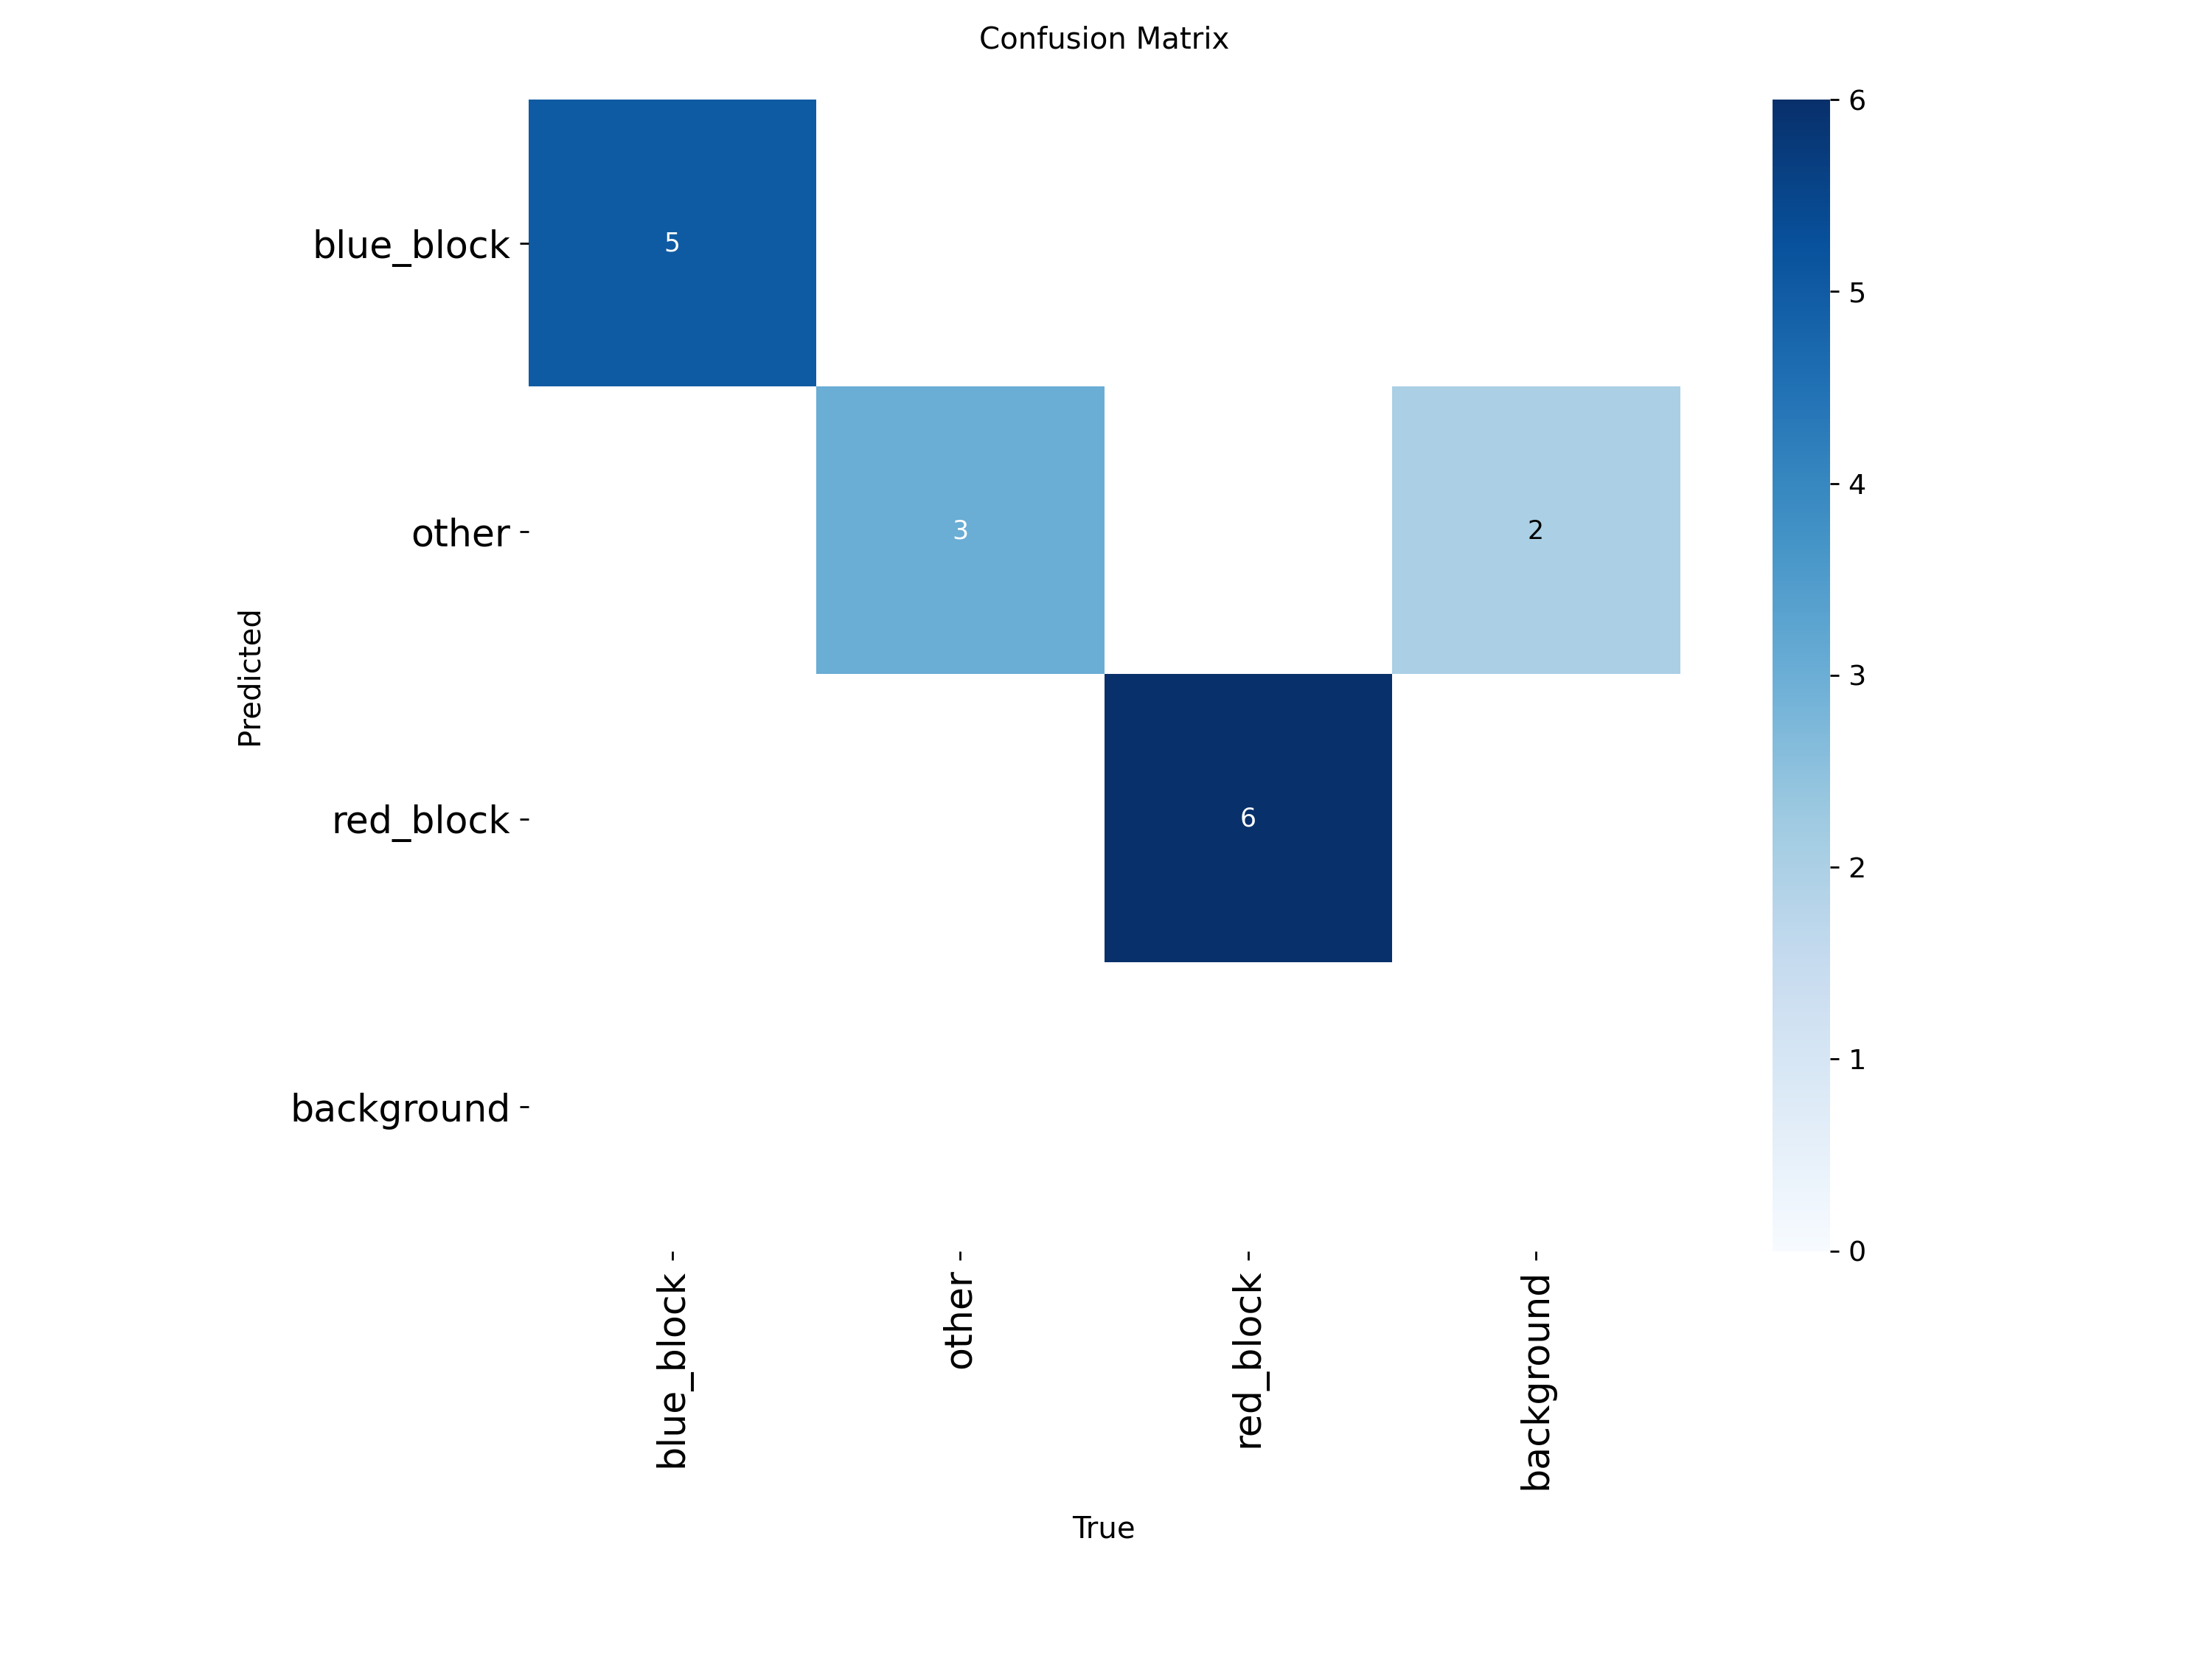 Confusion Matrix
blue_block
other
red_block
background
Predicted
5
3
2
6
blue_block
other
red_block
background
True
6
5
4
3
2
1
0